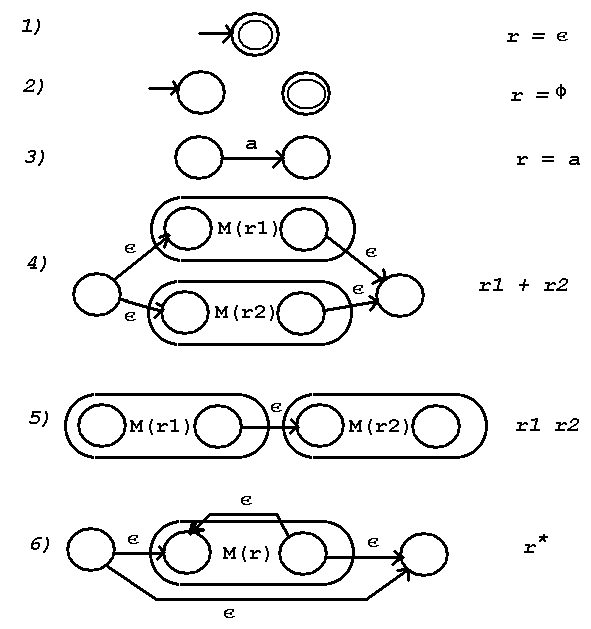 1) r = ϵ
2) r = ϕ
3) a r = a
4) ϵ M(r1) ϵ
ϵ M(r2) ϵ r1 + r2
5) M(r1) ϵ M(r2) r1 r2
ϵ
6) ϵ M(r) ϵ r*
ϵ